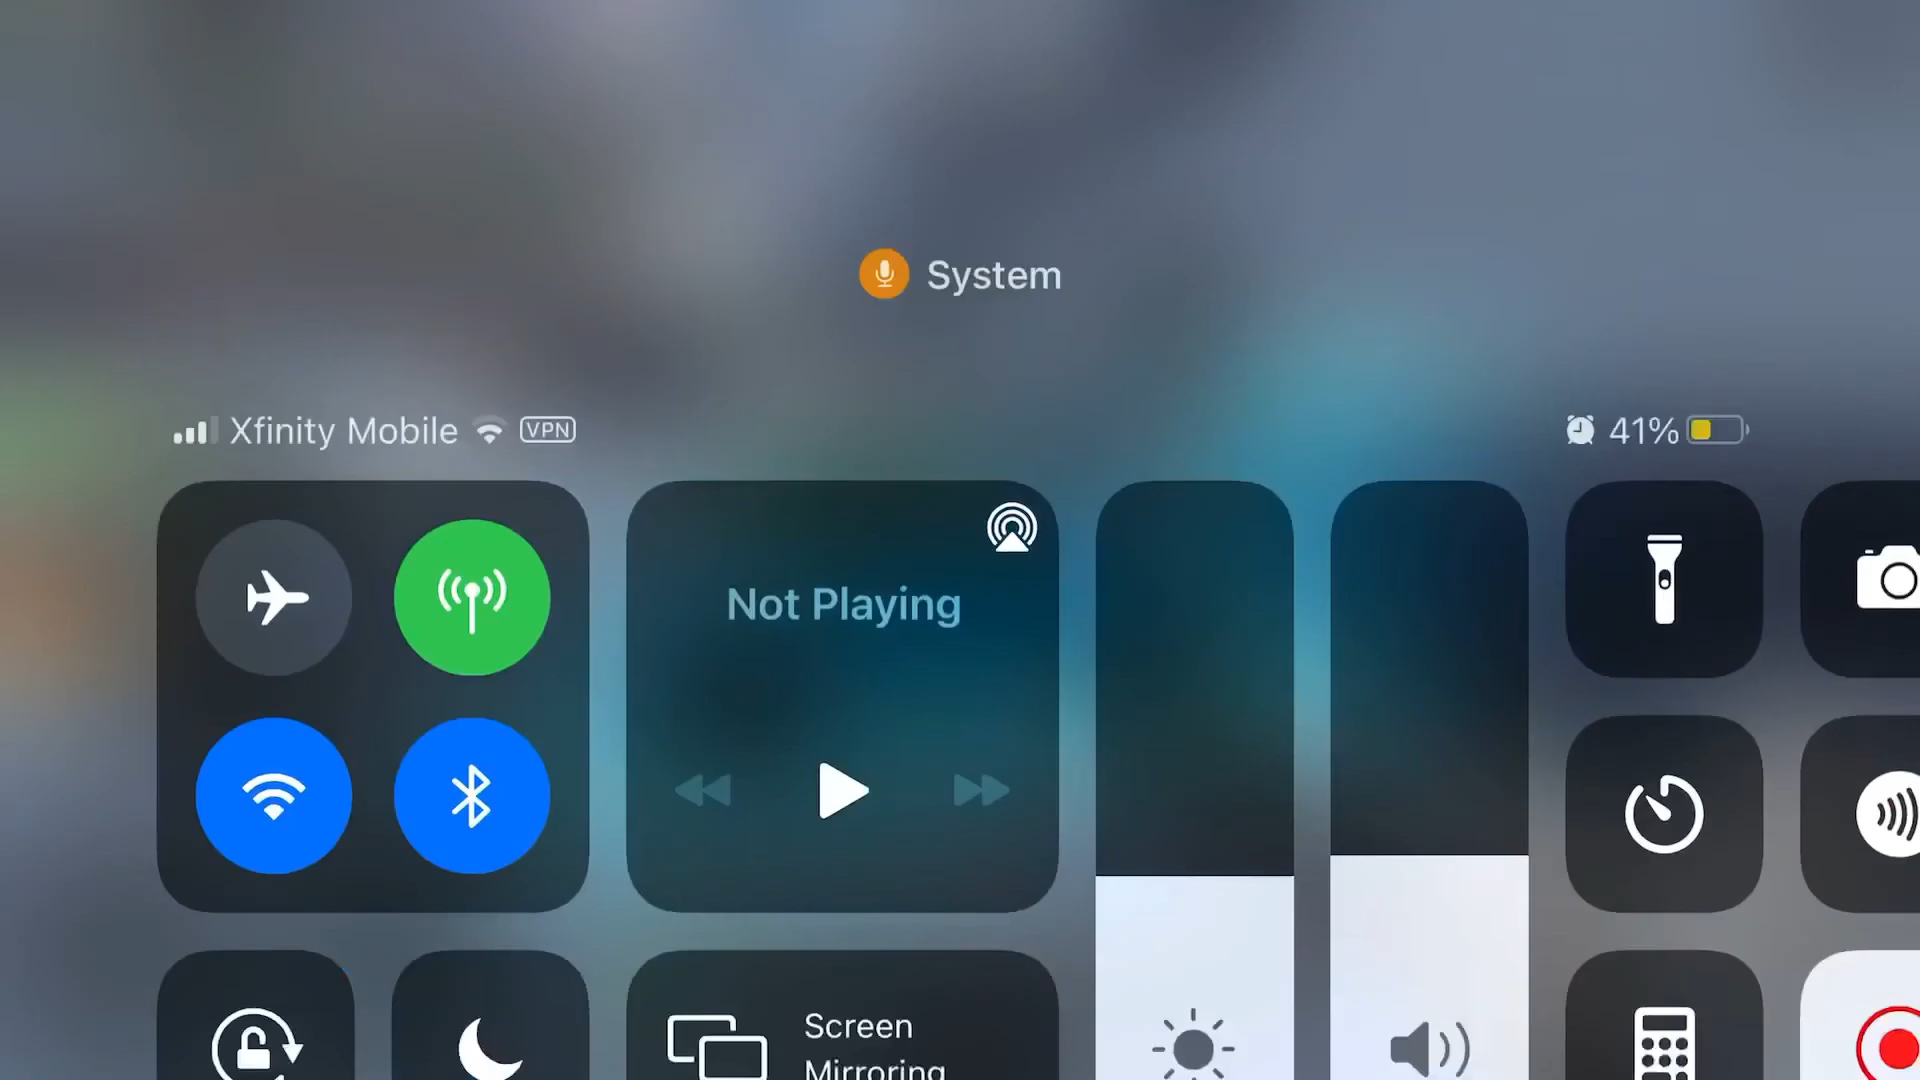 System
Xfinity Mobile VPN
41%
Not Playing
Screen
Mirroring